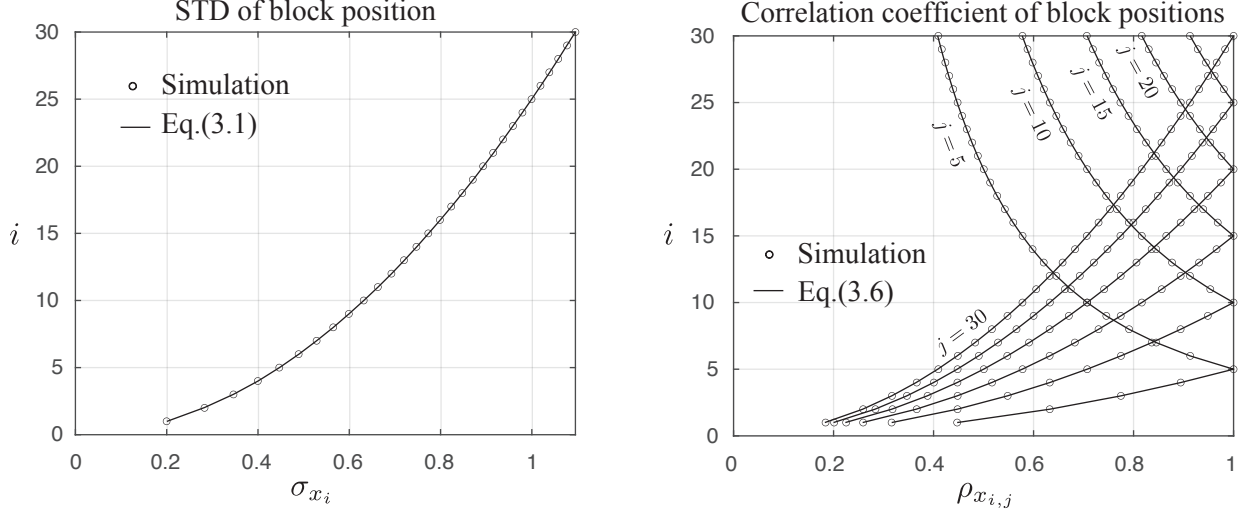 STD of block position
30
25
20
15
10
5
0
i
Simulation
Eq.(3.1)
0
0.2
0.4
0.6
0.8
1
σ_{x_i}
Correlation coefficient of block positions
30
25
20
15
10
5
0
i
j = 5
j = 10
j = 15
j = 20
j = 30
Simulation
Eq.(3.6)
0
0.2
0.4
0.6
0.8
1
ρ_{x_{i,j}}